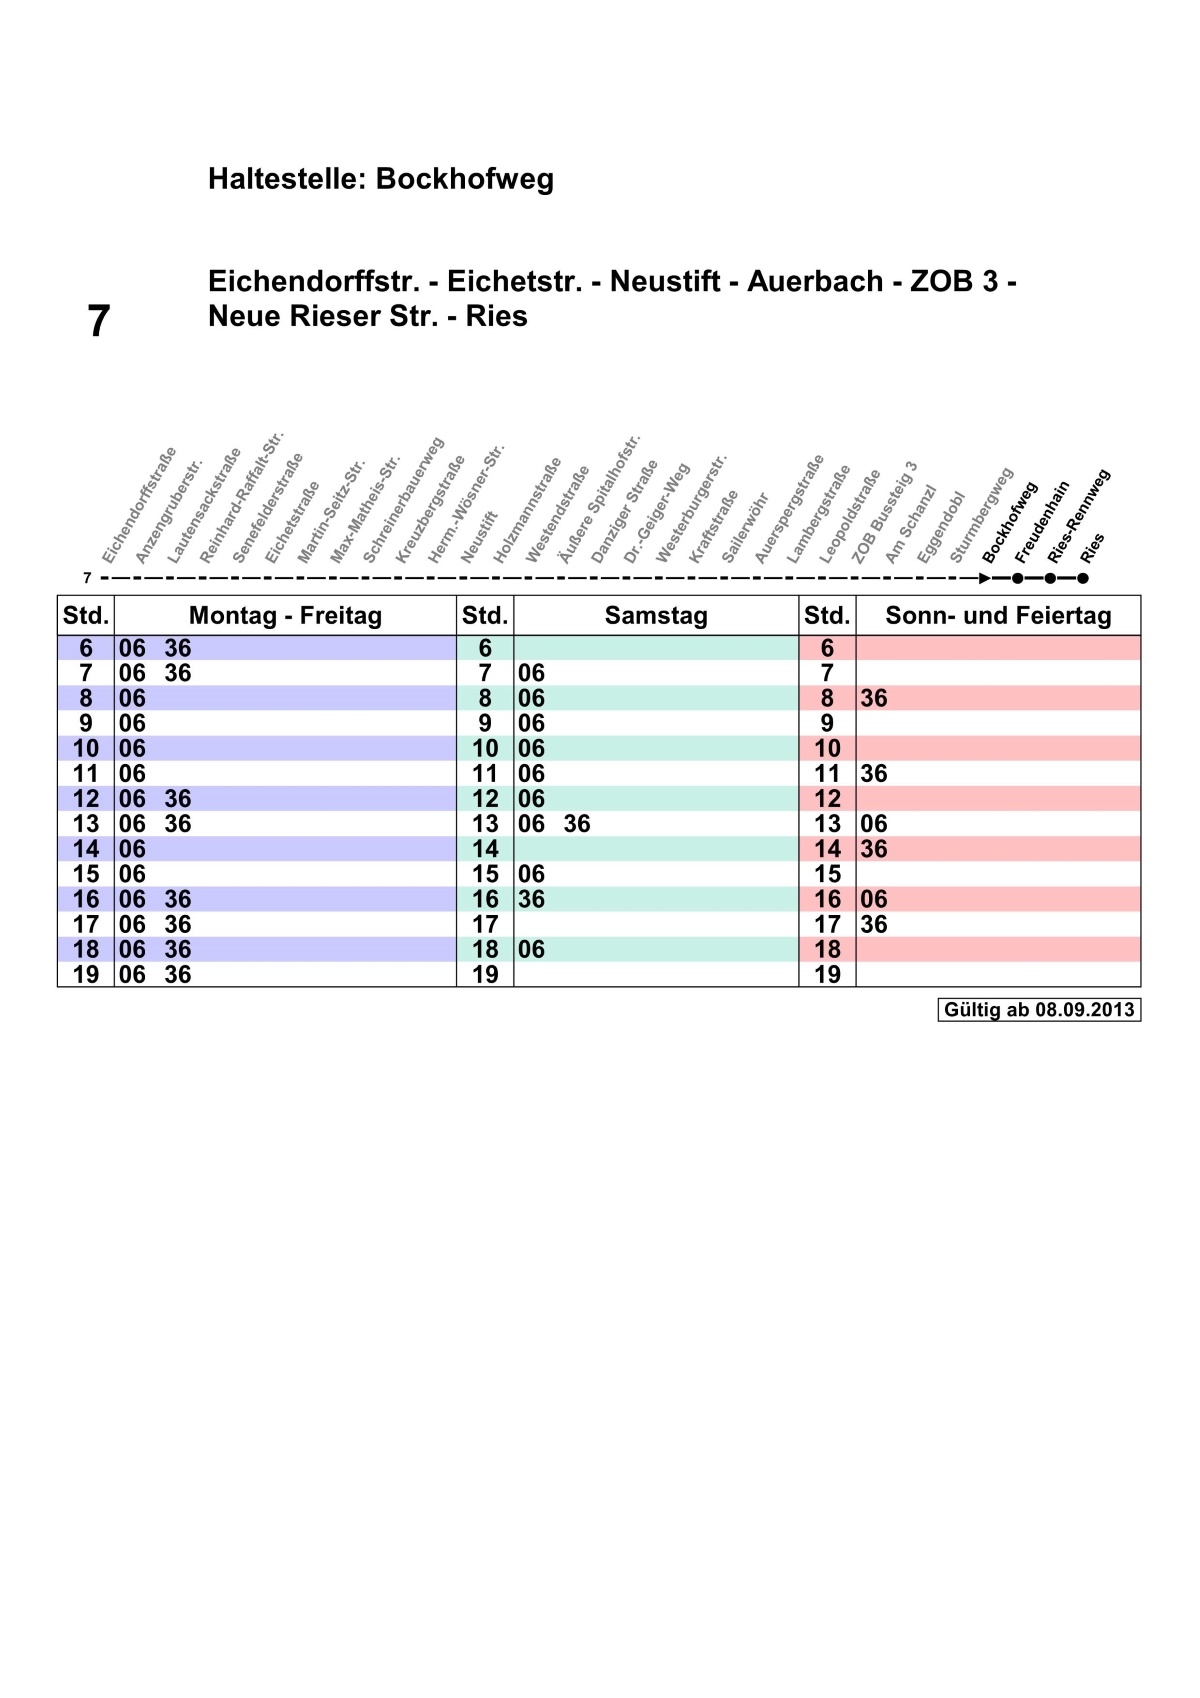 Haltestelle: Bockhofweg
Eichendorffstr. - Eichetstr. - Neustift - Auerbach - ZOB 3 -
7 Neue Rieser Str. - Ries
Eichendorffstraße
Anzengruberstr.
Lautensackstraße
Reinhard-Raffalt-Str.
Senefelderstraße
Eichetstraße
Martin-Seitz-Str.
Max-Matheis-Str.
Schreinerbauerweg
Kreuzbergstraße
Herm.-Wösner-Str.
Neustift
Holzmannstraße
Westendstraße
Äußere Spitalhofstr.
Danziger Straße
Dr.-Geiger-Weg
Westerburgerstr.
Kraftstraße
Sailerwöhr
Auerspergstraße
Lambergstraße
Leopoldstraße
ZOB Bussteig 3
Am Schanzl
Eggendobl
Sturmbergweg
Bockhofweg
Freudenhain
Ries-Rennweg
Ries
7
Std. Montag - Freitag Std. Samstag Std. Sonn- und Feiertag
6 06 36 6 6
7 06 36 7 06 7
8 06 8 06 8 36
9 06 9 06 9
10 06 10 06 10
11 06 11 06 11 36
12 06 36 12 06 12
13 06 36 13 06 36 13 06
14 06 14 14 36
15 06 15 06 15
16 06 36 16 36 16 06
17 06 36 17 17 36
18 06 36 18 06 18
19 06 36 19 19
Gültig ab 08.09.2013